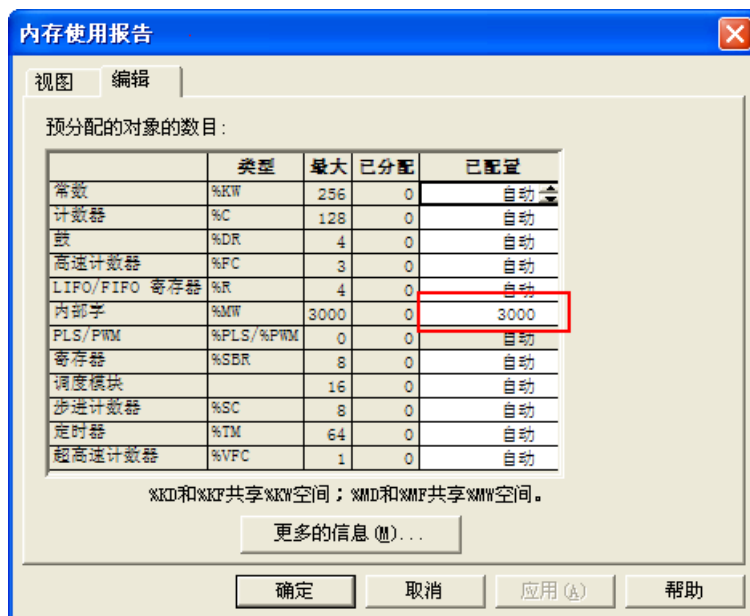 内存使用报告
视图 编辑
预分配的对象的数目:
类型 最大 已分配 已配置
常数 %KW 256 0 自动
计数器 %C 128 0 自动
鼓 %DR 4 0 自动
高速计数器 %FC 3 0 自动
LIFO/FIFO 寄存器 %R 4 0 自动
内部字 %MW 3000 0 3000
PLS/PWM %PLS/%PWM 0 0 自动
寄存器 %SBR 8 0 自动
调度模块 16 0 自动
步进计数器 %SC 8 0 自动
定时器 %TM 64 0 自动
超高速计数器 %VFC 1 0 自动
%KD和%KF共享%KW空间；%MD和%MF共享%MW空间。
更多的信息(M)...
确定 取消 应用(A) 帮助